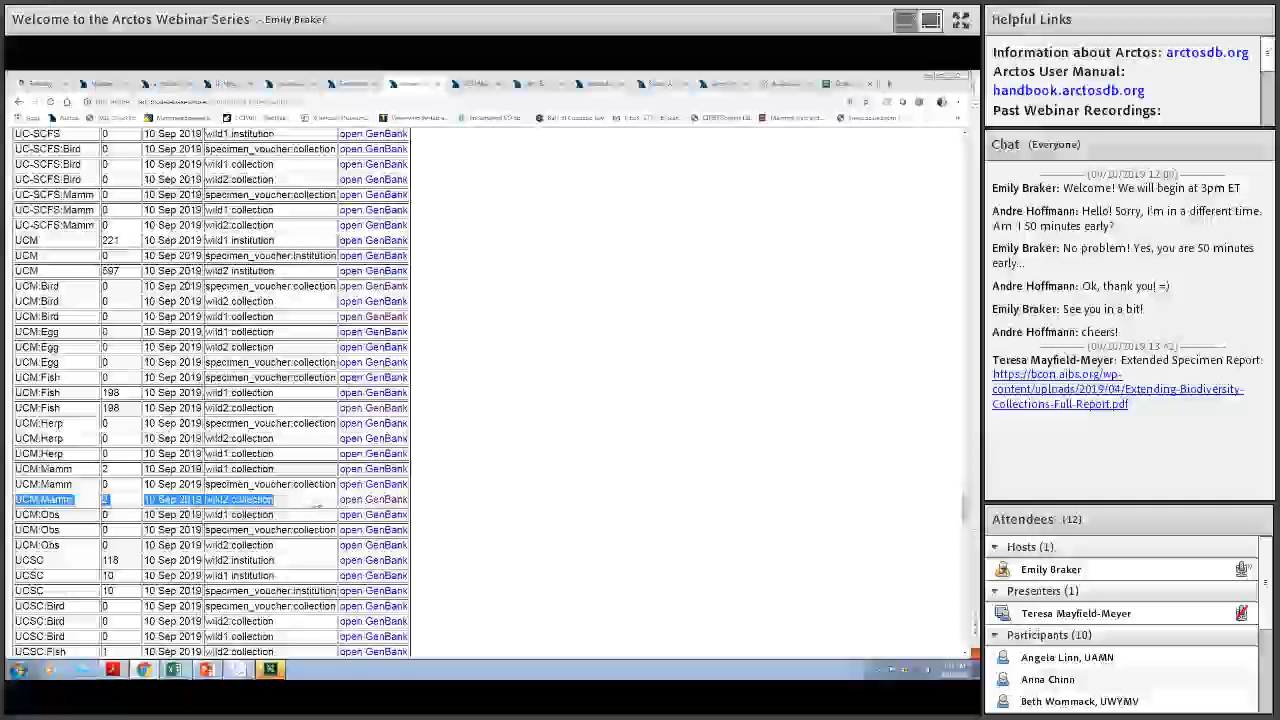 Welcome to the Arctos Webinar Series - Emily Braker
UC-SCFS 0 10 Sep 2019 wild1:institution open GenBank
UC-SCFS:Bird 0 10 Sep 2019 specimen_voucher:collection open GenBank
UC-SCFS:Bird 0 10 Sep 2019 wild1:collection open GenBank
UC-SCFS:Bird 0 10 Sep 2019 wild2:collection open GenBank
UC-SCFS:Mamm 0 10 Sep 2019 specimen_voucher:collection open GenBank
UC-SCFS:Mamm 0 10 Sep 2019 wild1:collection open GenBank
UC-SCFS:Mamm 0 10 Sep 2019 wild2:collection open GenBank
UCM 221 10 Sep 2019 wild1:institution open GenBank
UCM 0 10 Sep 2019 specimen_voucher:institution open GenBank
UCM 697 10 Sep 2019 wild2:institution open GenBank
UCM:Bird 0 10 Sep 2019 specimen_voucher:collection open GenBank
UCM:Bird 0 10 Sep 2019 wild2:collection open GenBank
UCM:Bird 0 10 Sep 2019 wild1:collection open GenBank
UCM:Egg 0 10 Sep 2019 wild1:collection open GenBank
UCM:Egg 0 10 Sep 2019 wild2:collection open GenBank
UCM:Egg 0 10 Sep 2019 specimen_voucher:collection open GenBank
UCM:Fish 0 10 Sep 2019 specimen_voucher:collection open GenBank
UCM:Fish 198 10 Sep 2019 wild1:collection open GenBank
UCM:Fish 198 10 Sep 2019 wild2:collection open GenBank
UCM:Herp 0 10 Sep 2019 specimen_voucher:collection open GenBank
UCM:Herp 0 10 Sep 2019 wild2:collection open GenBank
UCM:Herp 0 10 Sep 2019 wild1:collection open GenBank
UCM:Mamm 2 10 Sep 2019 wild1:collection open GenBank
UCM:Mamm 0 10 Sep 2019 specimen_voucher:collection open GenBank
UCM:Mamm 10 Sep 2019 wild2:collection open GenBank
UCM:Obs 0 10 Sep 2019 wild1:collection open GenBank
UCM:Obs 0 10 Sep 2019 specimen_voucher:collection open GenBank
UCM:Obs 0 10 Sep 2019 wild2:collection open GenBank
UCSC 118 10 Sep 2019 wild2:institution open GenBank
UCSC 10 10 Sep 2019 wild1:institution open GenBank
UCSC 10 10 Sep 2019 specimen_voucher:institution open GenBank
UCSC:Bird 0 10 Sep 2019 specimen_voucher:collection open GenBank
UCSC:Bird 0 10 Sep 2019 wild2:collection open GenBank
UCSC:Bird 0 10 Sep 2019 wild1:collection open GenBank
UCSC:Fish 1 10 Sep 2019 wild2:collection open GenBank
Helpful Links
Information about Arctos: arctosdb.org
Arctos User Manual:
handbook.arctosdb.org
Past Webinar Recordings:
Chat (Everyone)
Emily Braker: Welcome! We will begin at 3pm ET
Andre Hoffmann: hello! Sorry, I'm in a different time.
Am I 50 minutes early?
Emily Braker: No problem! Yes, you are 50 minutes
early...
Andre Hoffmann: Ok, thank you! =)
Emily Braker: See you in a bit!
Andre Hoffmann: cheers!
Teresa Mayfield-Meyer: Extended Specimen Report:
https://bcon.aibs.org/wp-
content/uploads/2019/04/Extending-Biodiversity-
Collections-Full-Report.pdf
Attendees (12)
Hosts (1)
Emily Braker
Presenters (1)
Teresa Mayfield-Meyer
Participants (10)
Angela Linn, UAMN
Anna Chinn
Beth Wommack, UWYMV